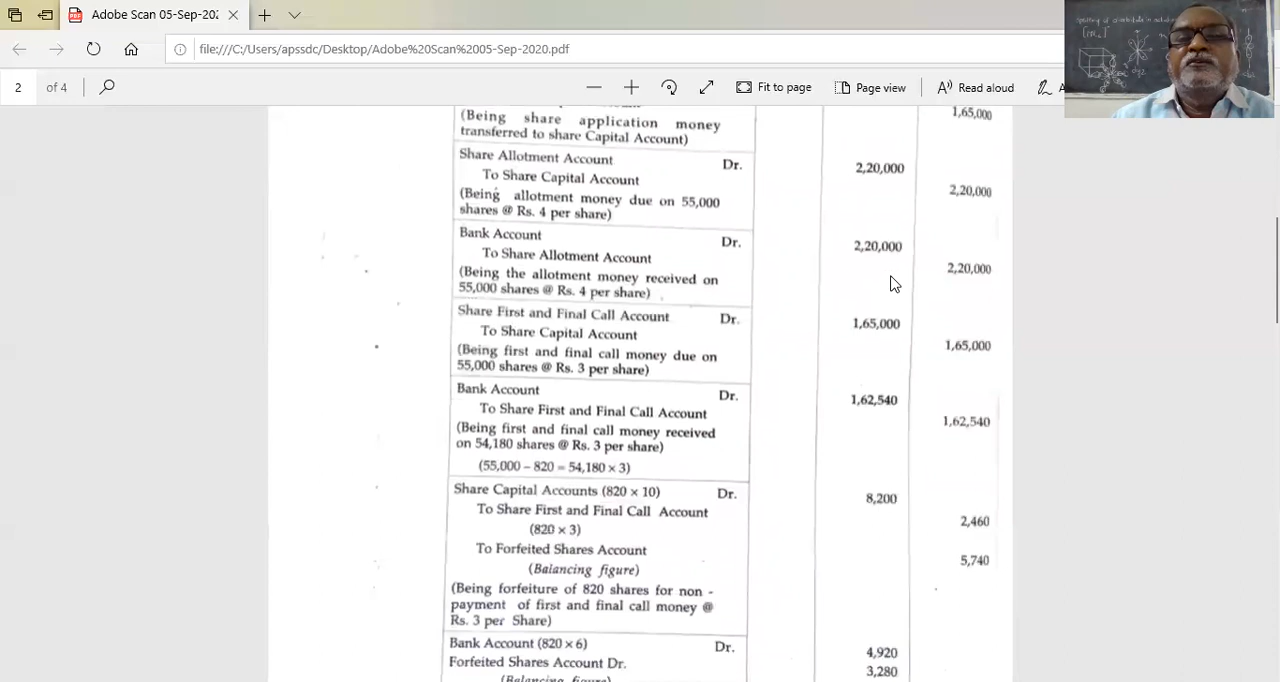 Adobe Scan 05-Sep-202
file:///C:/Users/apssdc/Desktop/Adobe%20Scan%2005-Sep-2020.pdf
2 of 4
Fit to page
Page view
Read aloud
(Being share application money 1,65,000
transferred to share Capital Account)
Share Allotment Account Dr. 2,20,000
To Share Capital Account 2,20,000
(Being allotment money due on 55,000
shares @ Rs. 4 per share)
Bank Account Dr. 2,20,000
To Share Allotment Account 2,20,000
(Being the allotment money received on
55,000 shares @ Rs. 4 per share)
Share First and Final Call Account Dr. 1,65,000
To Share Capital Account 1,65,000
(Being first and final call money due on
55,000 shares @ Rs. 3 per share)
Bank Account Dr. 1,62,540
To Share First and Final Call Account 1,62,540
(Being first and final call money received
on 54,180 shares @ Rs. 3 per share)
(55,000 – 820 = 54,180 × 3)
Share Capital Accounts (820 × 10) Dr. 8,200
To Share First and Final Call Account 2,460
(820 × 3)
To Forfeited Shares Account 5,740
(Balancing figure)
(Being forfeiture of 820 shares for non -
payment of first and final call money @
Rs. 3 per Share)
Bank Account (820 × 6) Dr. 4,920
Forfeited Shares Account Dr. 3,280
(Balancing figure)